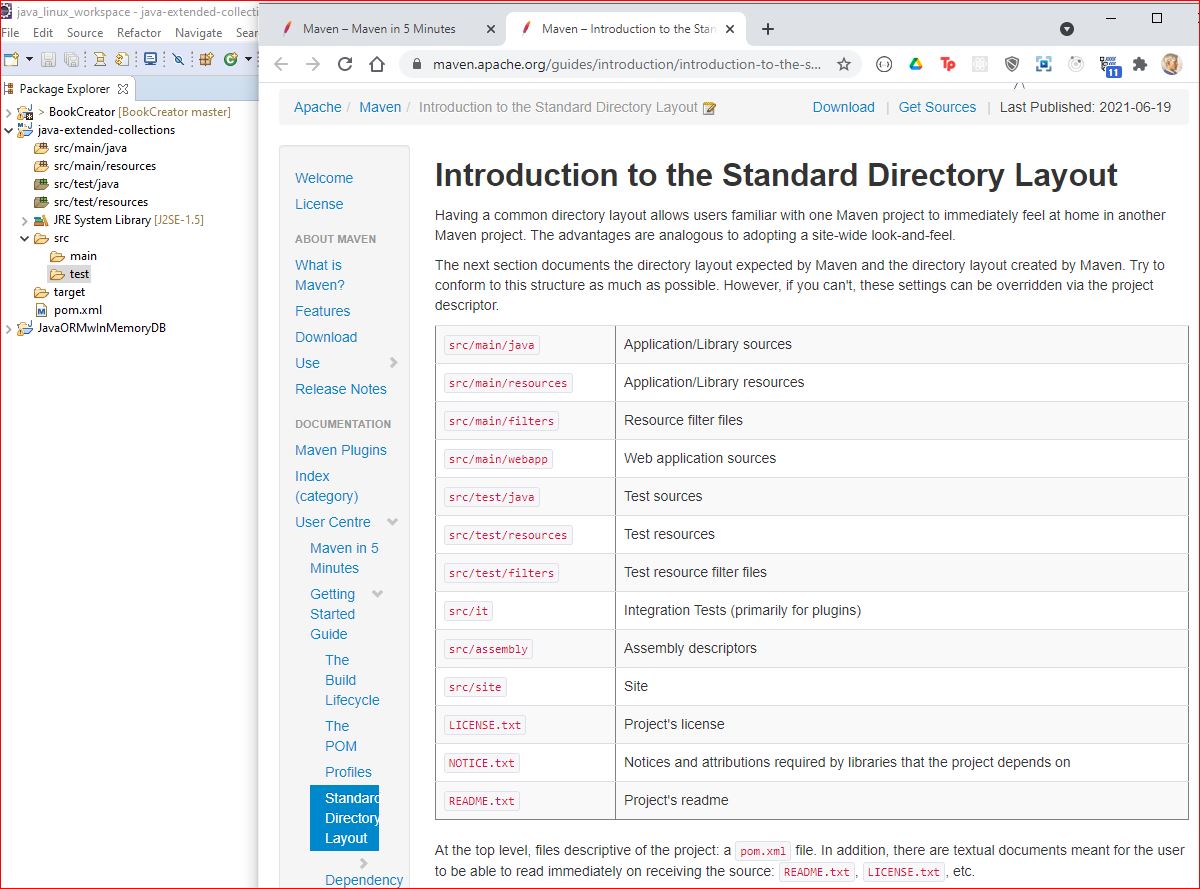 java_linux_workspace - java-extended-collecti
File Edit Source Refactor Navigate Sear
Package Explorer
> BookCreator [BookCreator master]
java-extended-collections
src/main/java
src/main/resources
src/test/java
src/test/resources
JRE System Library [J2SE-1.5]
src
main
test
target
pom.xml
JavaORMwInMemoryDB
Maven – Maven in 5 Minutes
Maven – Introduction to the Stan
maven.apache.org/guides/introduction/introduction-to-the-s...
Tp
11
Apache / Maven / Introduction to the Standard Directory Layout
Download | Get Sources | Last Published: 2021-06-19
Welcome
License
ABOUT MAVEN
What is
Maven?
Features
Download
Use
Release Notes
DOCUMENTATION
Maven Plugins
Index
(category)
User Centre
Maven in 5
Minutes
Getting
Started
Guide
The
Build
Lifecycle
The
POM
Profiles
Standard
Directory
Layout
Dependency
Introduction to the Standard Directory Layout
Having a common directory layout allows users familiar with one Maven project to immediately feel at home in another
Maven project. The advantages are analogous to adopting a site-wide look-and-feel.
The next section documents the directory layout expected by Maven and the directory layout created by Maven. Try to
conform to this structure as much as possible. However, if you can't, these settings can be overridden via the project
descriptor.
src/main/java Application/Library sources
src/main/resources Application/Library resources
src/main/filters Resource filter files
src/main/webapp Web application sources
src/test/java Test sources
src/test/resources Test resources
src/test/filters Test resource filter files
src/it Integration Tests (primarily for plugins)
src/assembly Assembly descriptors
src/site Site
LICENSE.txt Project's license
NOTICE.txt Notices and attributions required by libraries that the project depends on
README.txt Project's readme
At the top level, files descriptive of the project: a pom.xml file. In addition, there are textual documents meant for the user
to be able to read immediately on receiving the source: README.txt, LICENSE.txt, etc.